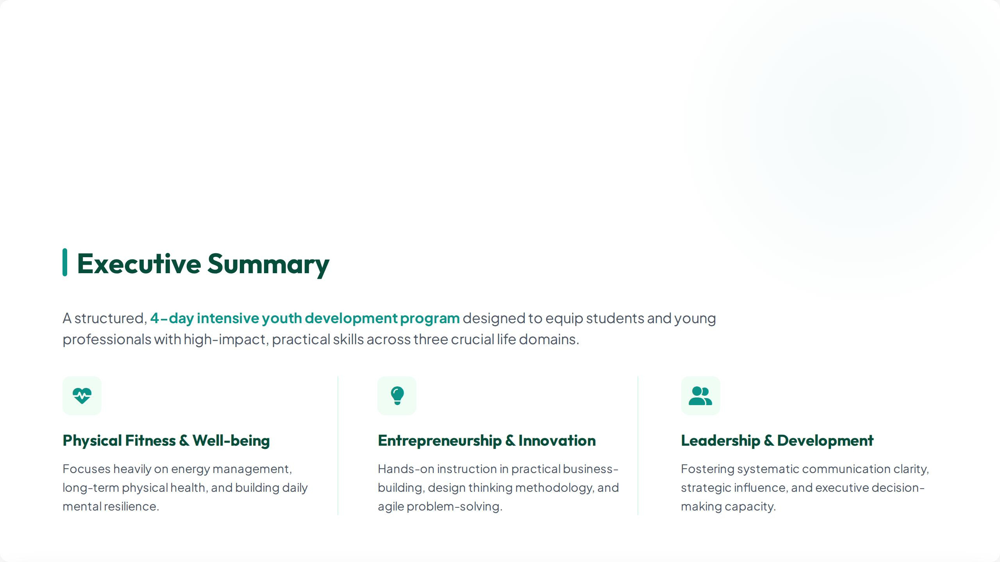 Executive Summary
A structured, 4-day intensive youth development program designed to equip students and young
professionals with high-impact, practical skills across three crucial life domains.
Physical Fitness & Well-being
Focuses heavily on energy management,
long-term physical health, and building daily
mental resilience.
Entrepreneurship & Innovation
Hands-on instruction in practical business-
building, design thinking methodology, and
agile problem-solving.
Leadership & Development
Fostering systematic communication clarity,
strategic influence, and executive decision-
making capacity.